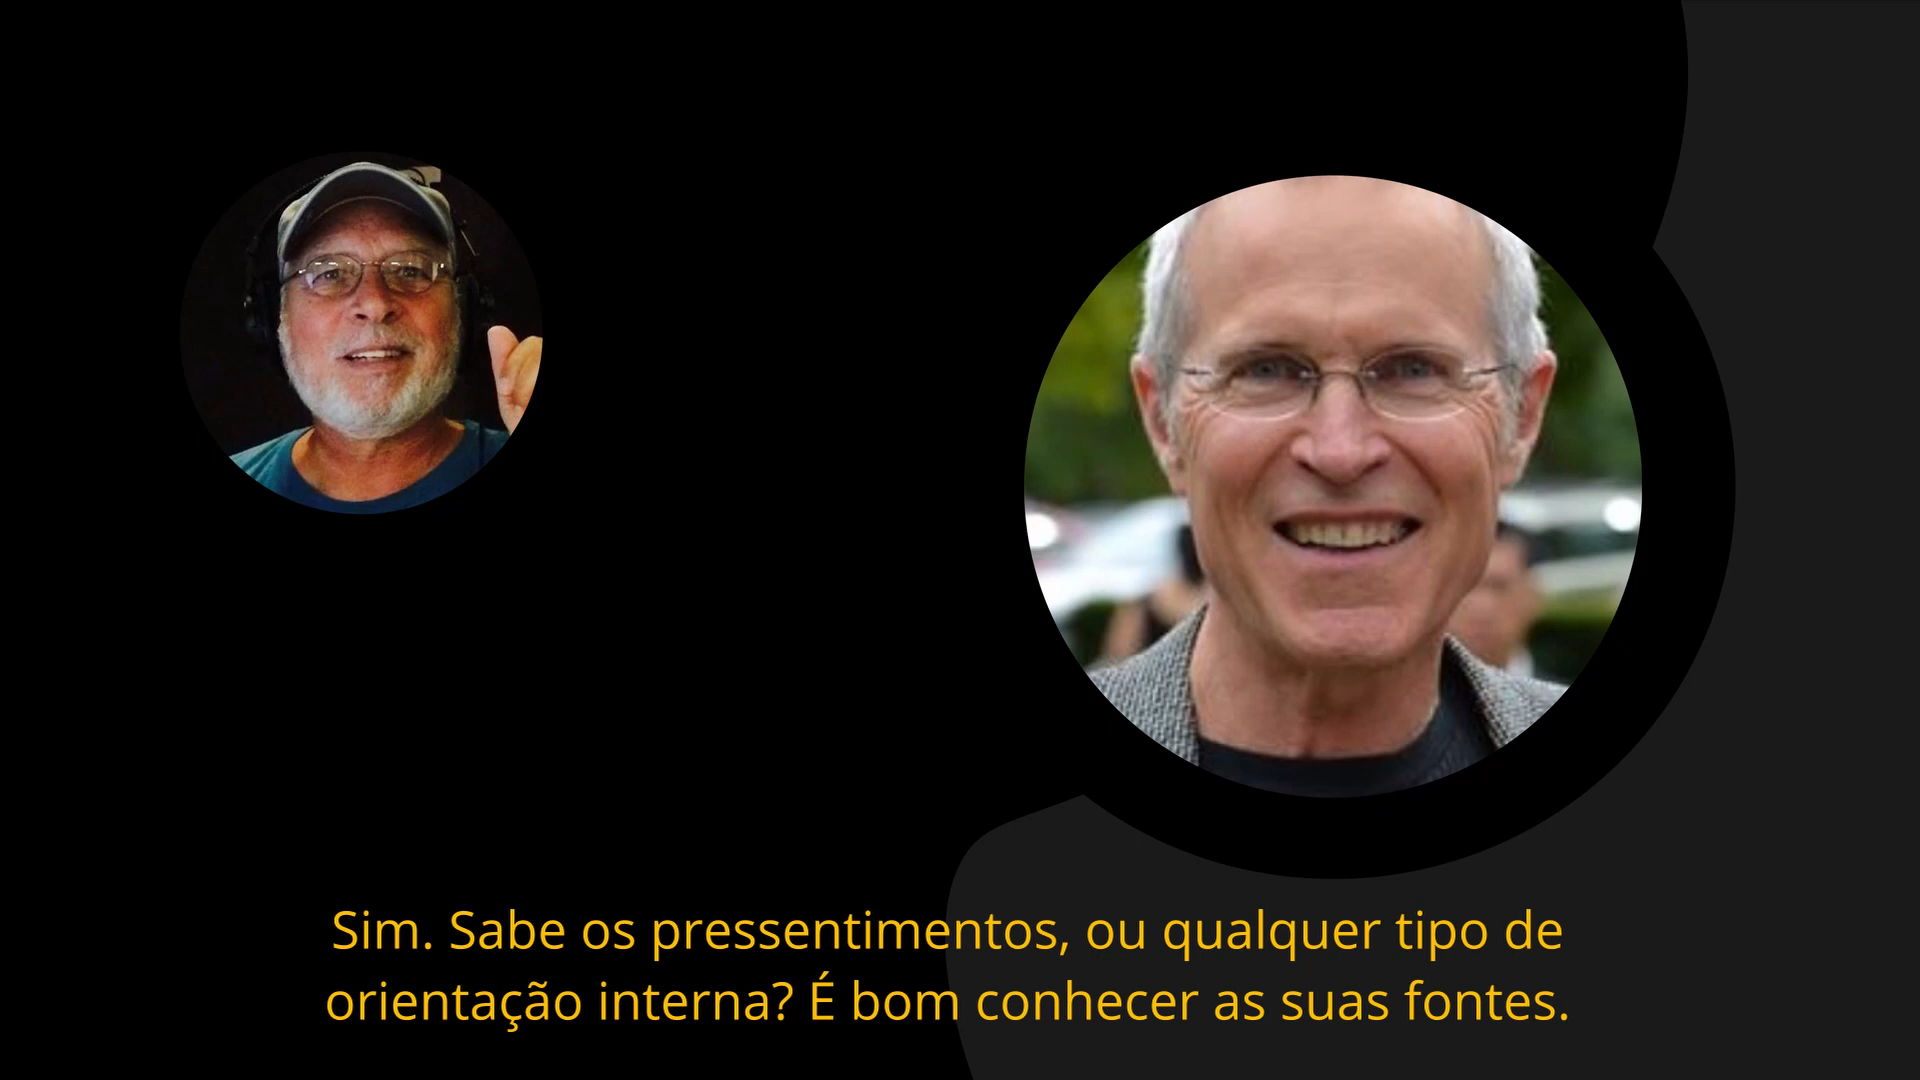 Sim. Sabe os pressentimentos, ou qualquer tipo de
orientação interna? É bom conhecer as suas fontes.